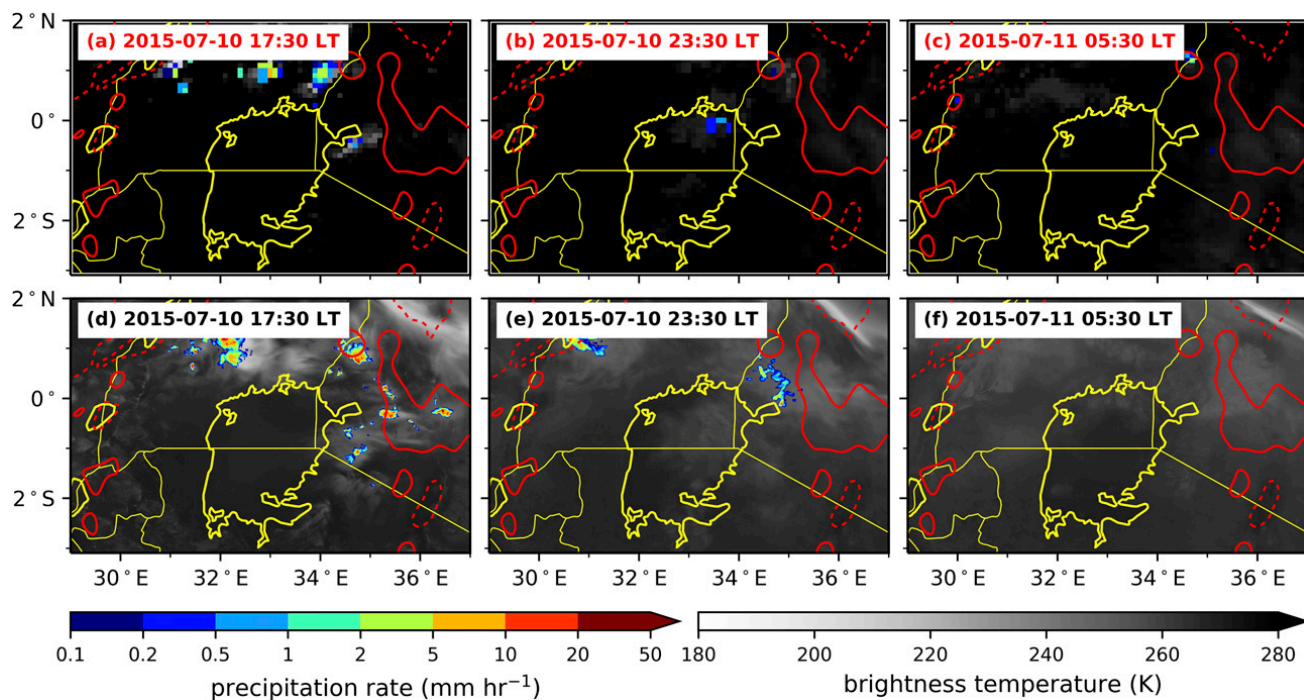 2°N
(a) 2015-07-10 17:30 LT
(b) 2015-07-10 23:30 LT
(c) 2015-07-11 05:30 LT
0°
2°S
2°N
(d) 2015-07-10 17:30 LT
(e) 2015-07-10 23:30 LT
(f) 2015-07-11 05:30 LT
0°
2°S
30°E 32°E 34°E 36°E 30°E 32°E 34°E 36°E 30°E 32°E 34°E 36°E
0.1 0.2 0.5 1 2 5 10 20 50
180 200 220 240 260 280
precipitation rate (mm hr⁻¹)
brightness temperature (K)